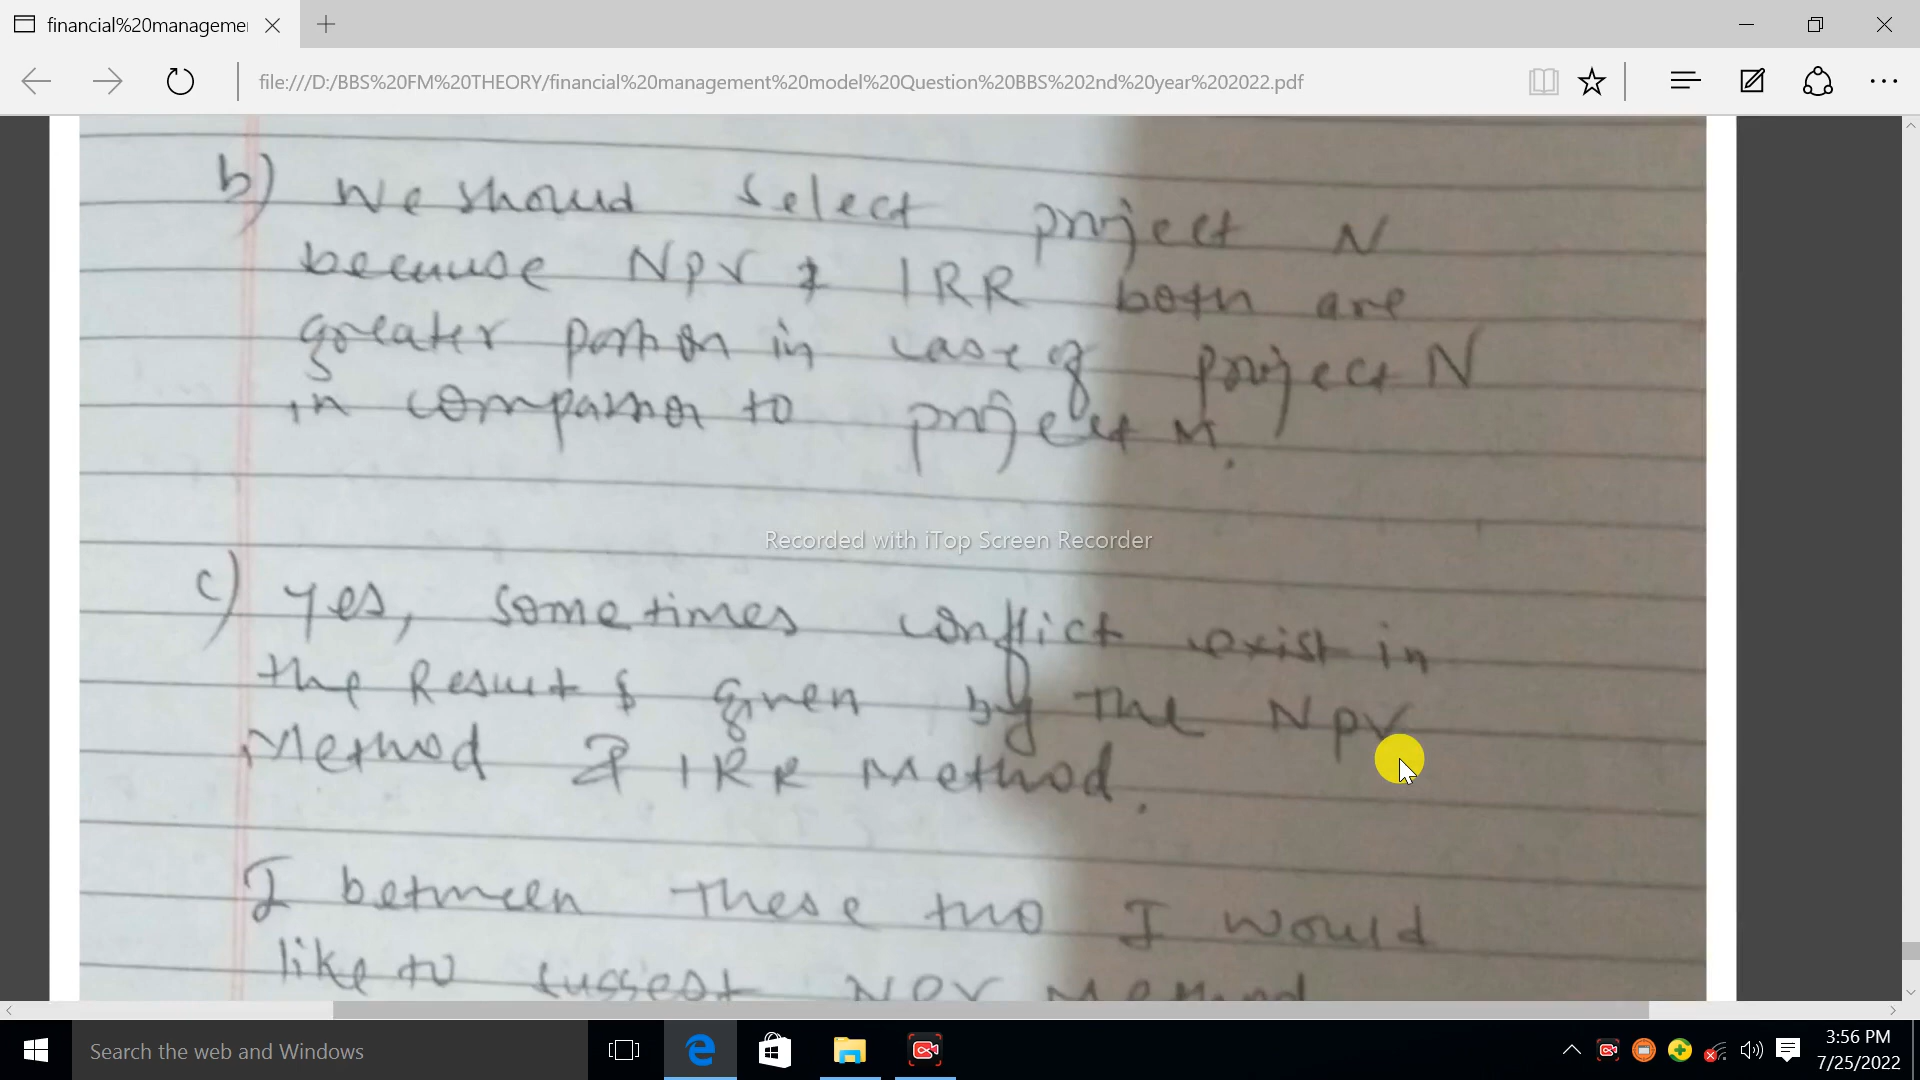 financial%20manageme
file:///D:/BBS%20FM%20THEORY/financial%20management%20model%20Question%20BBS%202nd%20year%202022.pdf
b) We should select project N
because NPV & IRR both are
greater portion in case of project N
in comparison to project M.
Recorded with iTop Screen Recorder
c) Yes, sometimes conflict exist in
the Results given by the NPV
Method & IRR Method.
I between these two I would
like to suggest NPV Method
Search the web and Windows
3:56 PM
7/25/2022